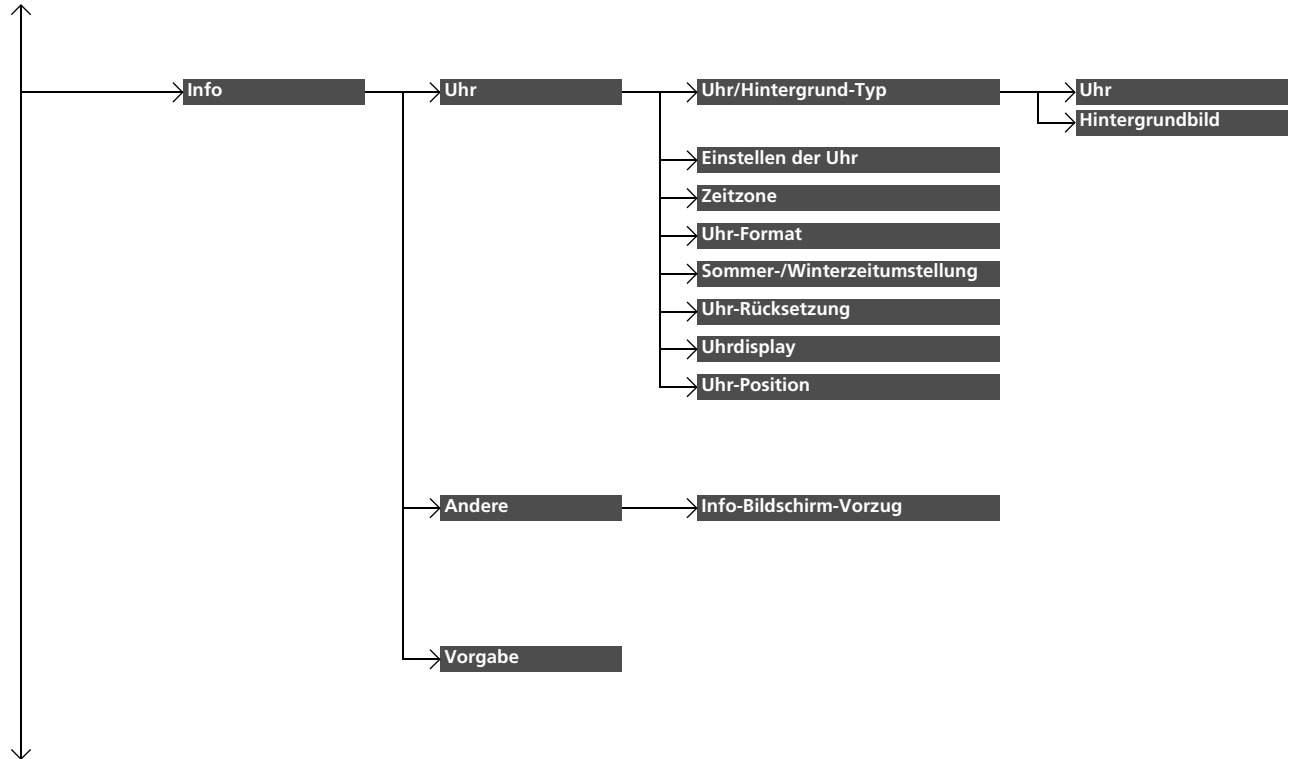 Info
Uhr
Uhr/Hintergrund-Typ
Uhr
Hintergrundbild
Einstellen der Uhr
Zeitzone
Uhr-Format
Sommer-/Winterzeitumstellung
Uhr-Rücksetzung
Uhrdisplay
Uhr-Position
Andere
Info-Bildschirm-Vorzug
Vorgabe